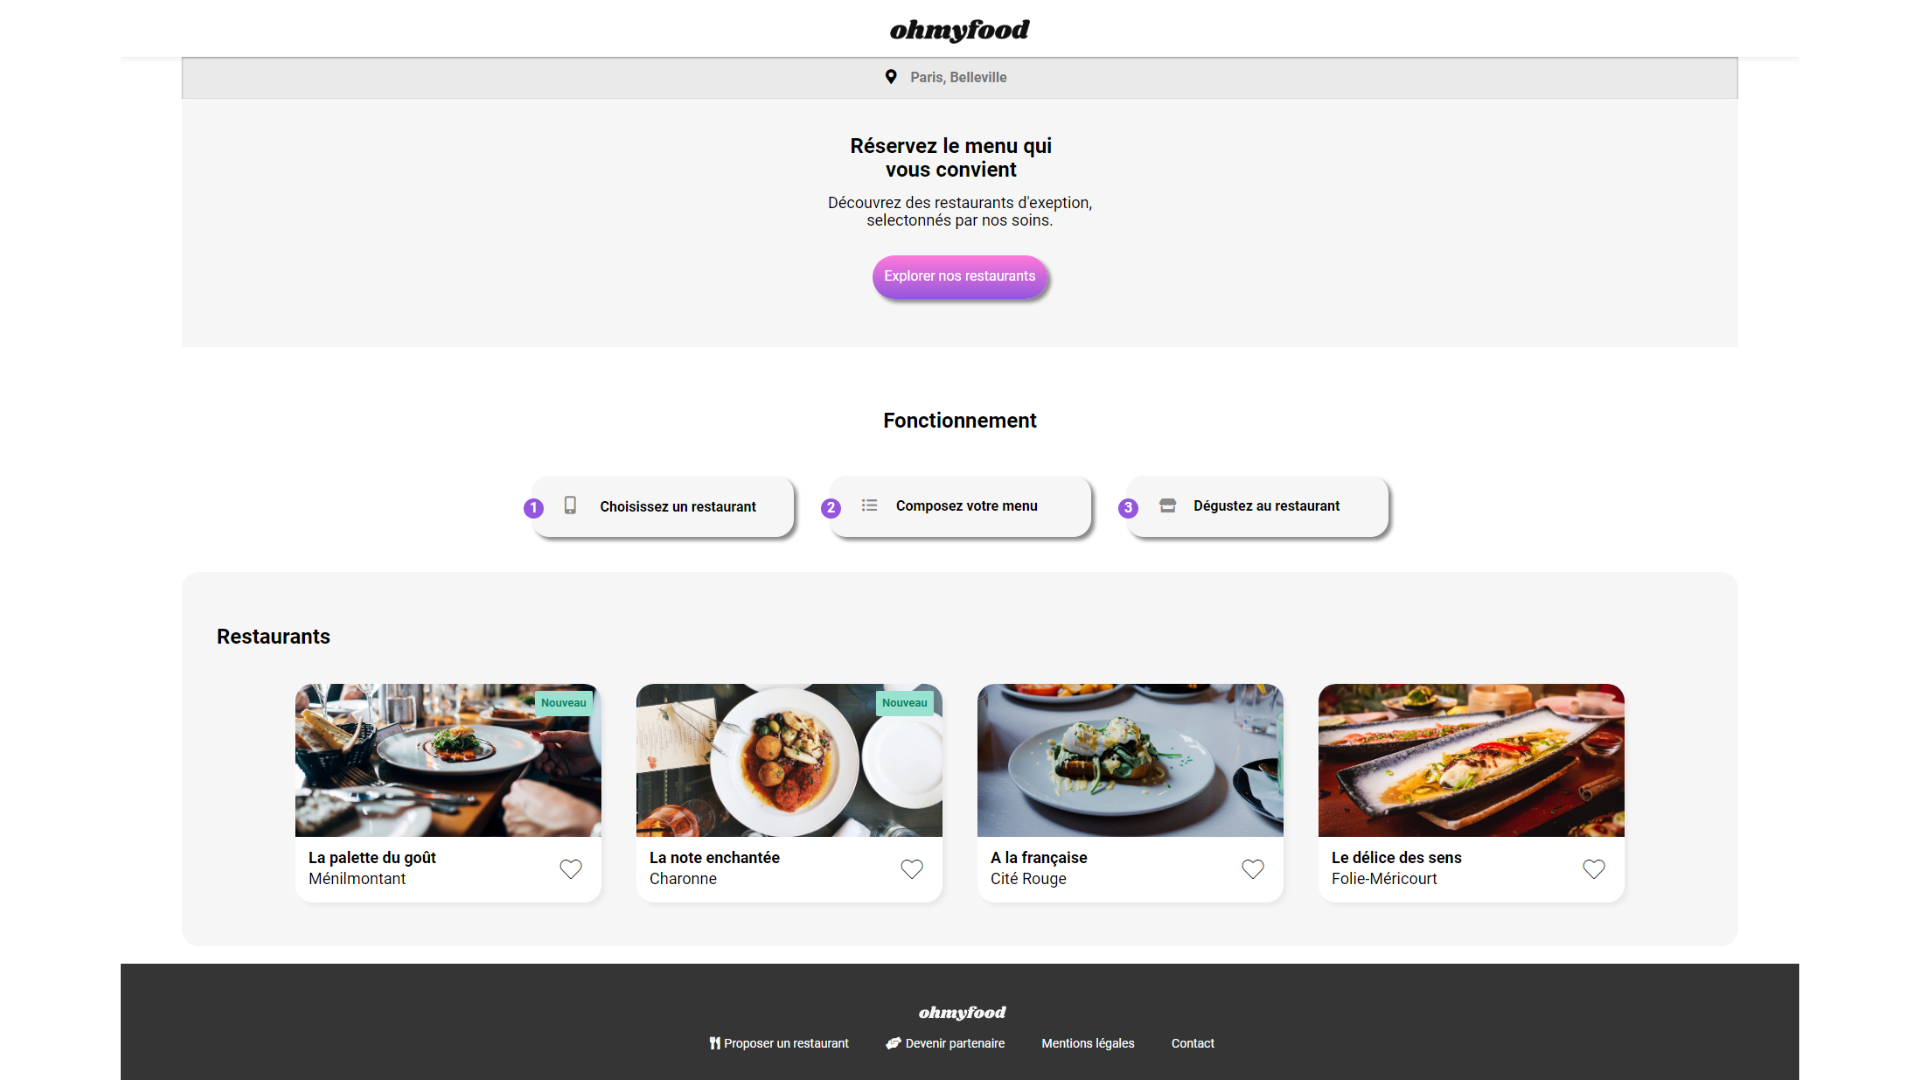 ohmyfood
Paris, Belleville
Réservez le menu qui
vous convient
Découvrez des restaurants d'exeption,
selectonnés par nos soins.
Explorer nos restaurants
Fonctionnement
1 Choisissez un restaurant
2 Composez votre menu
3 Dégustez au restaurant
Restaurants
Nouveau
La palette du goût
Ménilmontant
Nouveau
La note enchantée
Charonne
A la française
Cité Rouge
Le délice des sens
Folie-Méricourt
ohmyfood
Proposer un restaurant
Devenir partenaire
Mentions légales
Contact